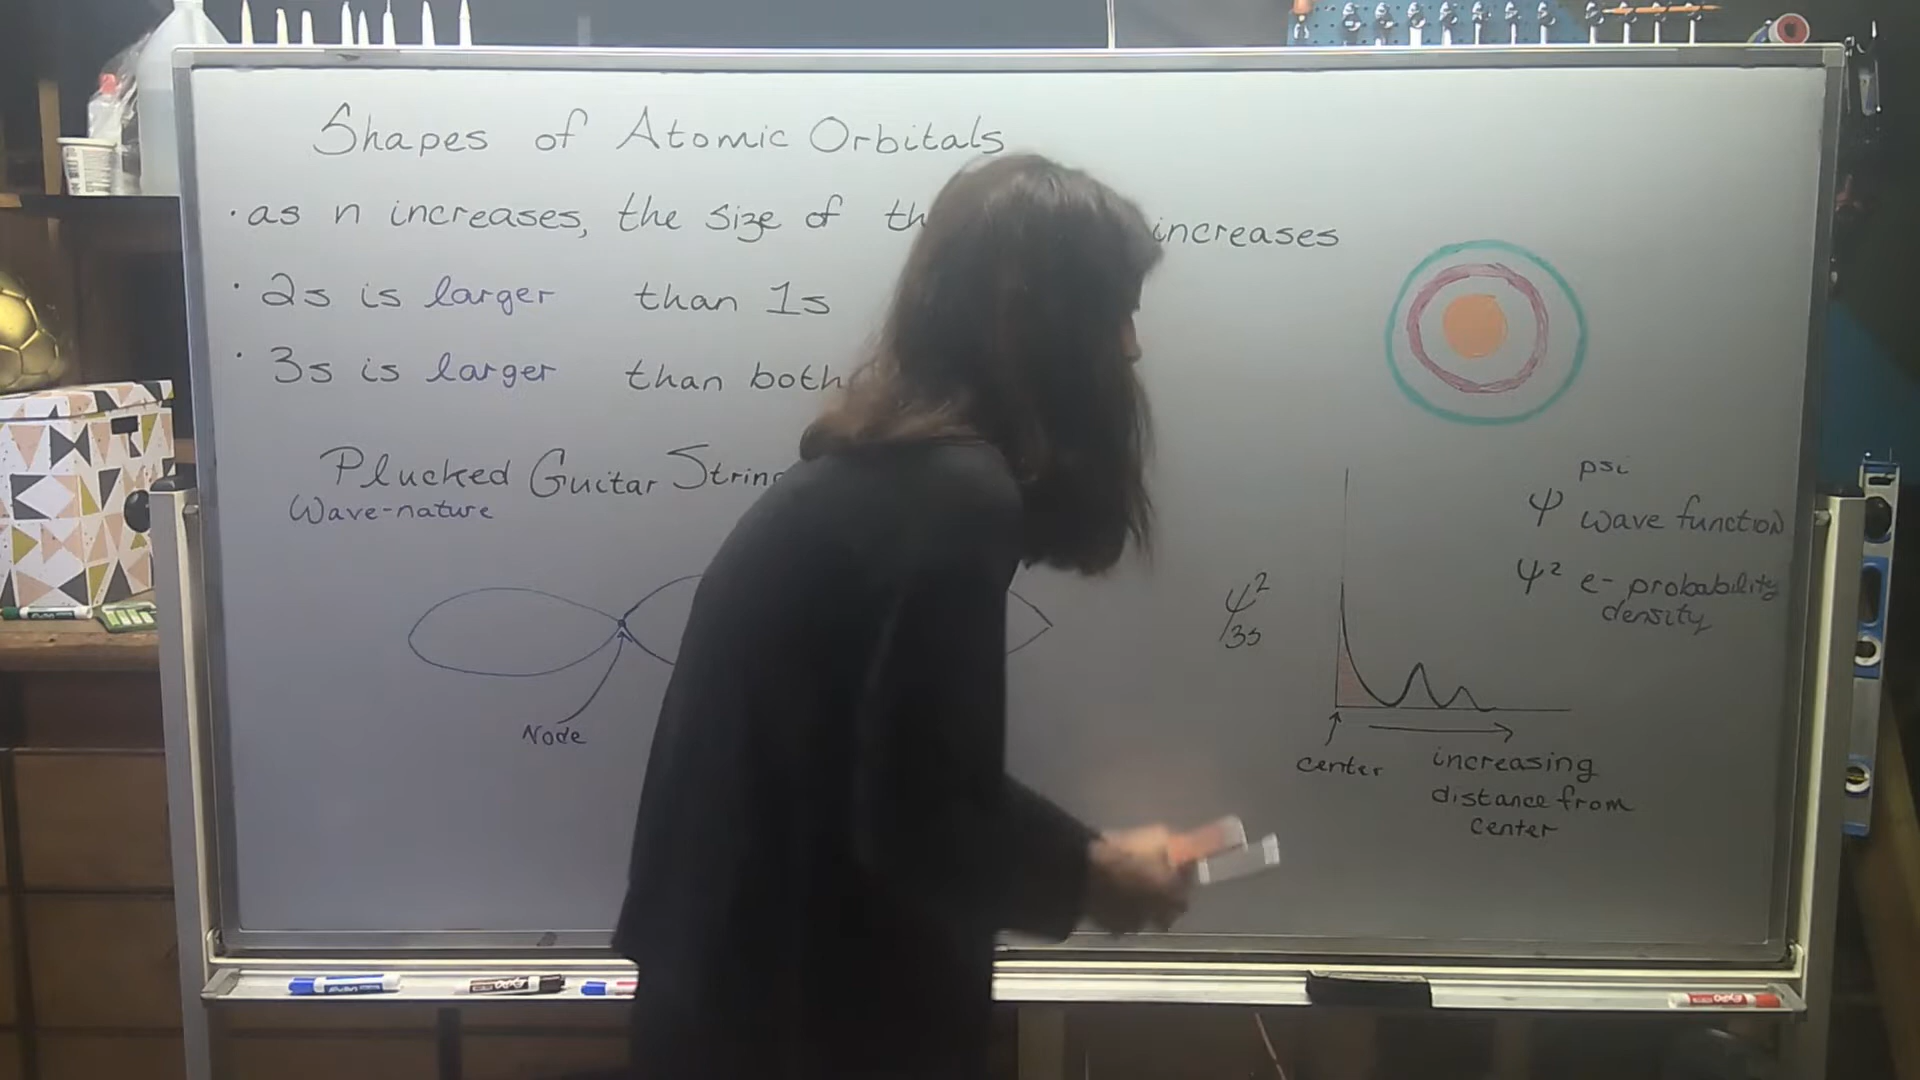 Shapes of Atomic Orbitals
· as n increases, the size of th increases
· 2s is larger than 1s
· 3s is larger than both
Plucked Guitar String
Wave-nature
Node
psi
ψ wave function
ψ² e- probability
density
ψ²
3s
center
increasing
distance from
center
EXPO